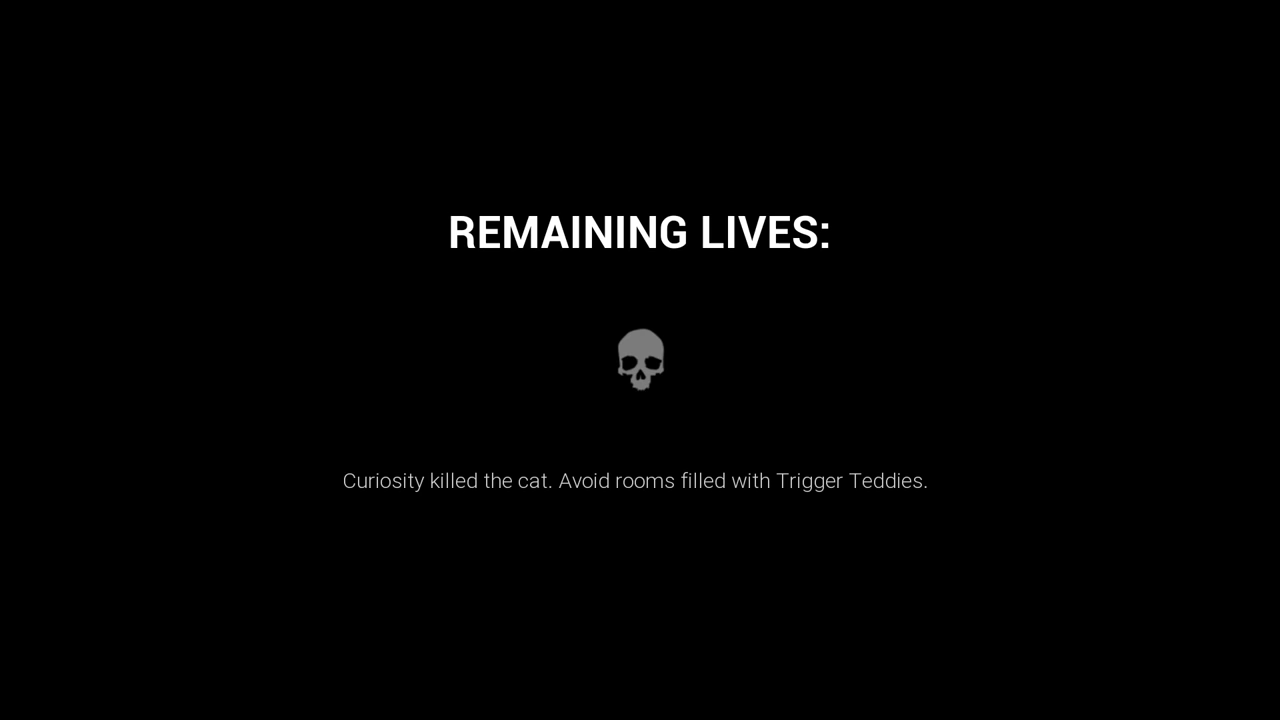 REMAINING LIVES:
Curiosity killed the cat. Avoid rooms filled with Trigger Teddies.